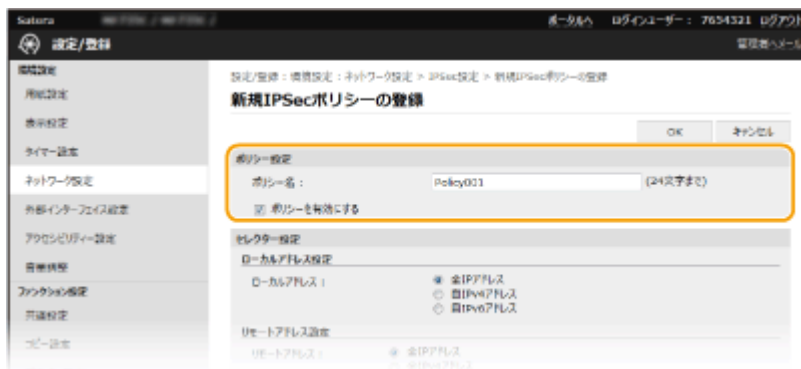 Satera
ポータルへ ログインユーザー : 7654321 ログアウト
設定/登録
管理者へメール
環境設定
用紙設定
表示設定
タイマー設定
ネットワーク設定
外部インターフェイス設定
アクセシビリティー設定
音量調整
ファンクション設定
共通設定
コピー設定
設定/登録 : 環境設定 : ネットワーク設定 > IPSec設定 > 新規IPSecポリシーの登録
新規IPSecポリシーの登録
OK キャンセル
ポリシー設定
ポリシー名 : Policy001 (24文字まで)
ポリシーを有効にする
セレクター設定
ローカルアドレス設定
ローカルアドレス : 全IPアドレス
自IPv4アドレス
自IPv6アドレス
リモートアドレス設定
リモートアドレス : 全IPアドレス